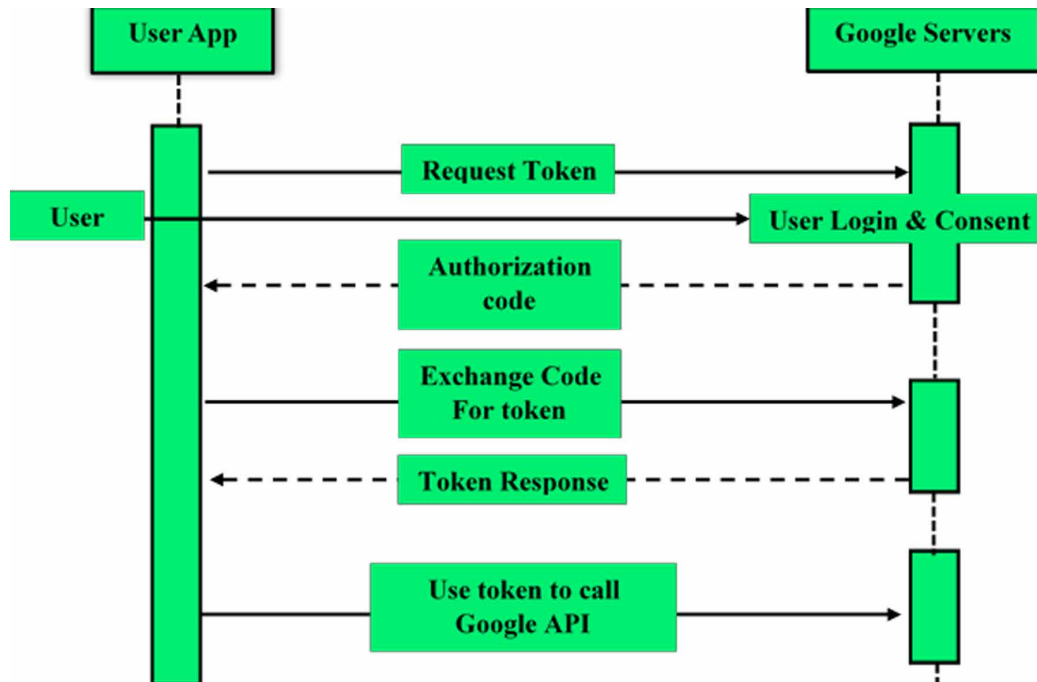 User App
Google Servers
Request Token
User
User Login & Consent
Authorization
code
Exchange Code
For token
Token Response
Use token to call
Google API